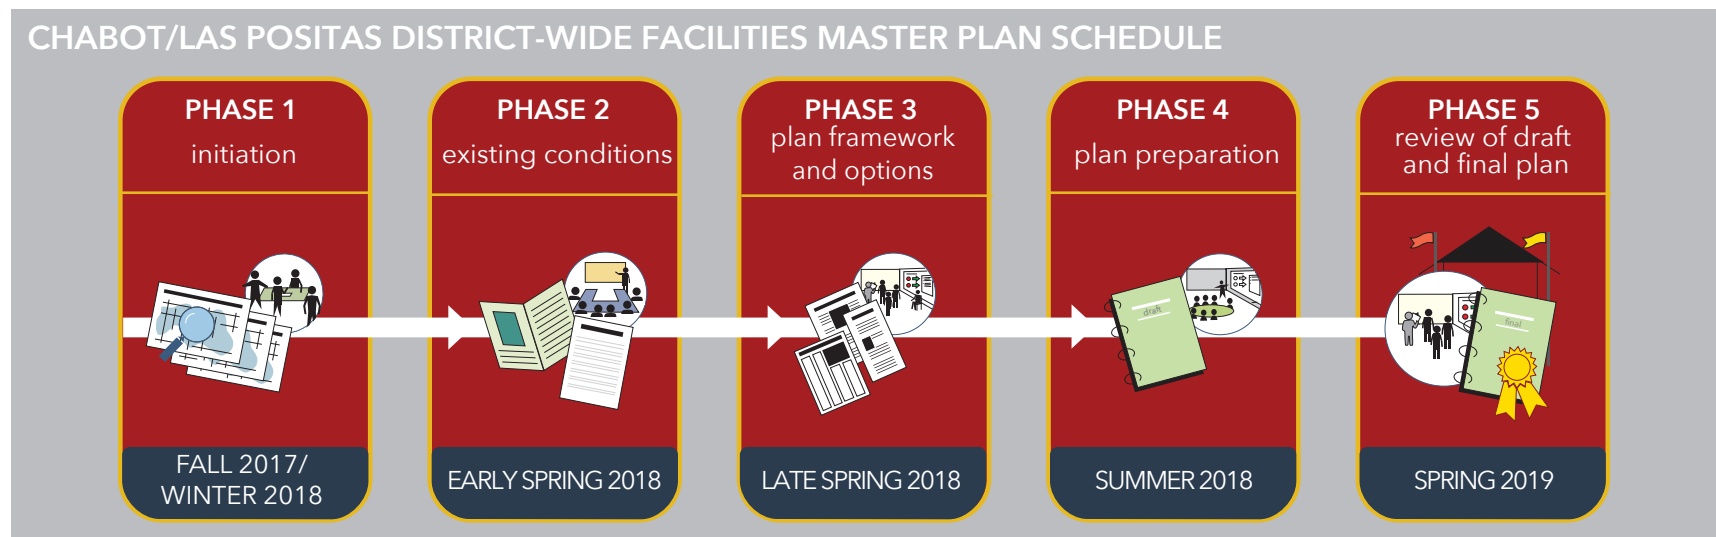 CHABOT/LAS POSITAS DISTRICT-WIDE FACILITIES MASTER PLAN SCHEDULE
PHASE 1
initiation
FALL 2017/
WINTER 2018
PHASE 2
existing conditions
EARLY SPRING 2018
PHASE 3
plan framework
and options
LATE SPRING 2018
PHASE 4
plan preparation
draft
SUMMER 2018
PHASE 5
review of draft
and final plan
final
SPRING 2019